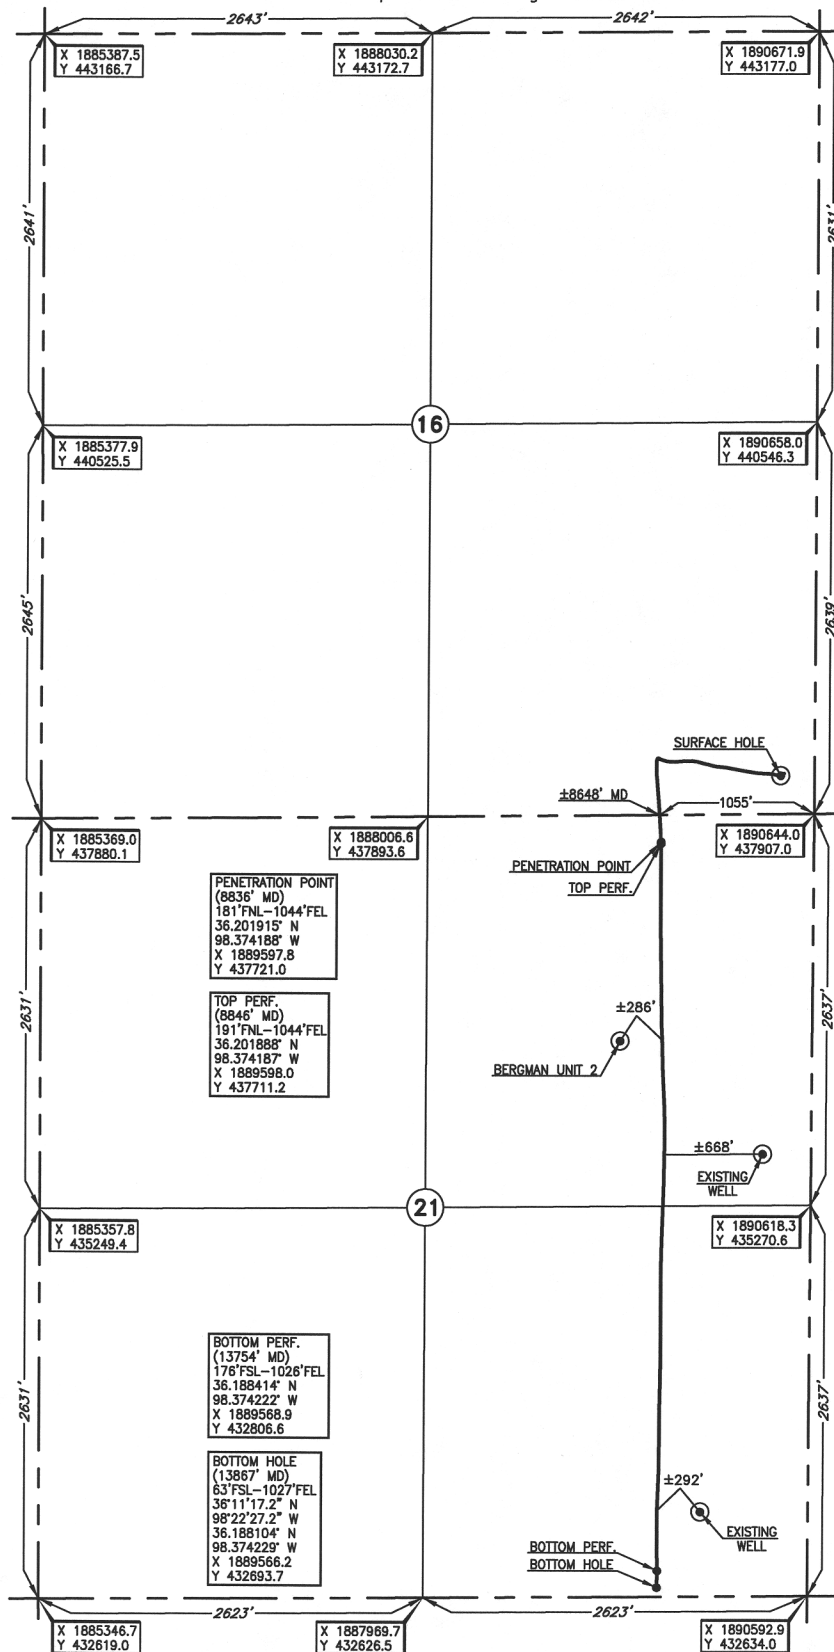 2643'
2642'
X 1885387.5
Y 443166.7
X 1888030.2
Y 443172.7
X 1890671.9
Y 443177.0
2641'
2631'
16
X 1885377.9
Y 440525.5
X 1890658.0
Y 440546.3
2645'
2639'
SURFACE HOLE
±8648' MD
1055'
X 1885369.0
Y 437880.1
X 1888006.6
Y 437893.6
X 1890644.0
Y 437907.0
PENETRATION POINT
TOP PERF.
PENETRATION POINT
(8836' MD)
181'FNL-1044'FEL
36.201915° N
98.374188° W
X 1889597.8
Y 437721.0
TOP PERF.
(8846' MD)
191'FNL-1044'FEL
36.201888° N
98.374187° W
X 1889598.0
Y 437711.2
2631'
2637'
±286'
BERGMAN UNIT 2
±668'
EXISTING
WELL
21
X 1885357.8
Y 435249.4
X 1890618.3
Y 435270.6
BOTTOM PERF.
(13754' MD)
176'FSL-1026'FEL
36.188414° N
98.374222° W
X 1889568.9
Y 432806.6
2631'
2637'
BOTTOM HOLE
(13867' MD)
63'FSL-1027'FEL
36°11'17.2" N
98°22'27.2" W
36.188104° N
98.374229° W
X 1889566.2
Y 432693.7
±292'
EXISTING
WELL
BOTTOM PERF.
BOTTOM HOLE
2623'
2623'
X 1885346.7
Y 432619.0
X 1887969.7
Y 432626.5
X 1890592.9
Y 432634.0